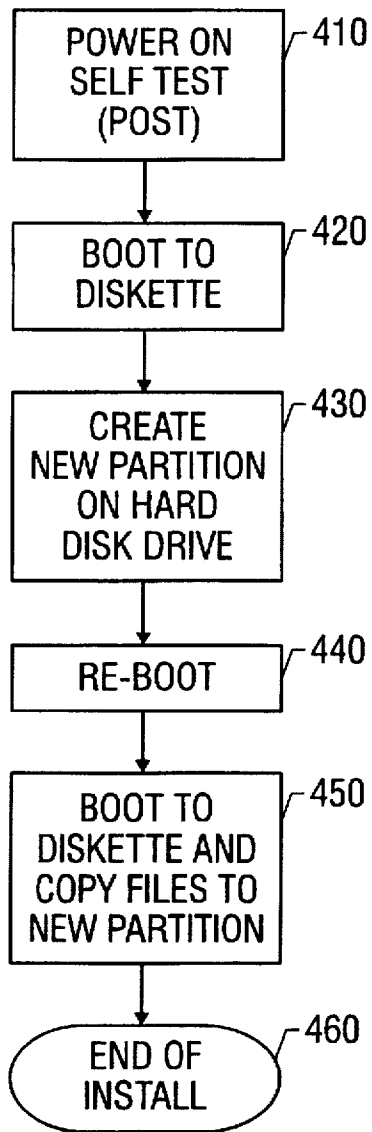 POWER ON
SELF TEST
(POST)
410
BOOT TO
DISKETTE
420
CREATE
NEW PARTITION
ON HARD
DISK DRIVE
430
RE-BOOT
440
BOOT TO
DISKETTE AND
COPY FILES TO
NEW PARTITION
450
END OF
INSTALL
460